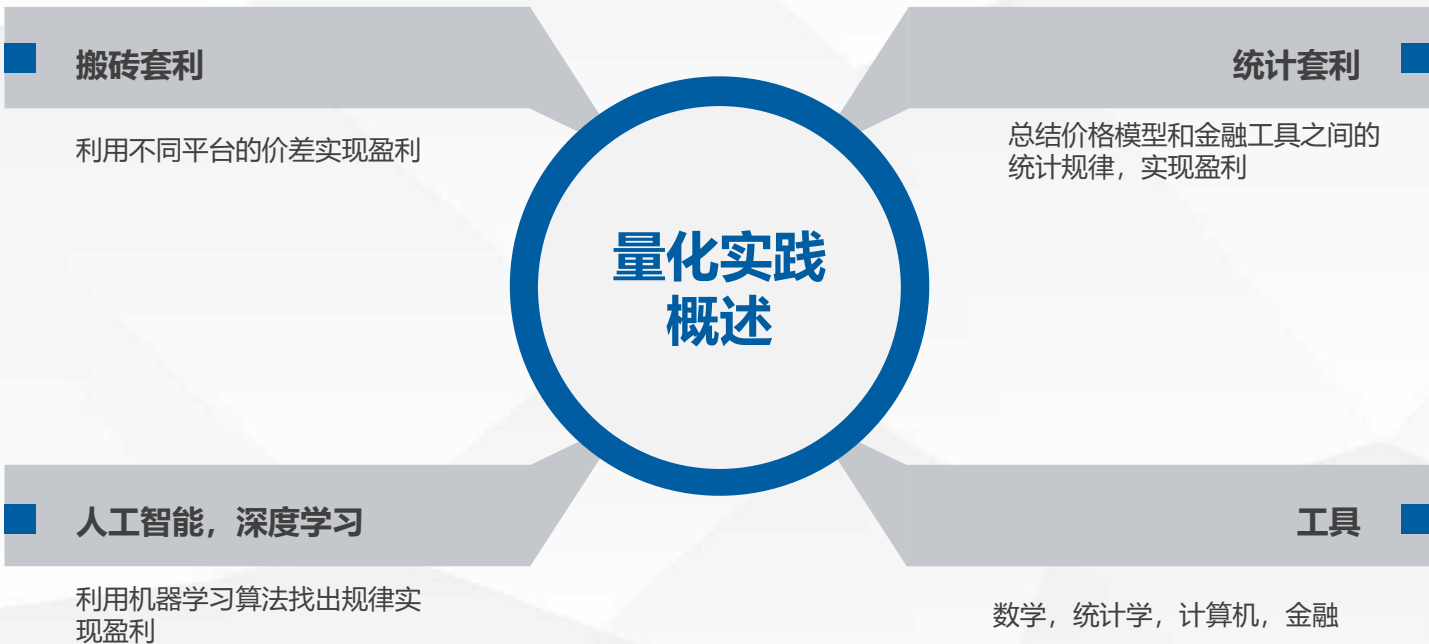 搬砖套利
利用不同平台的价差实现盈利
统计套利
总结价格模型和金融工具之间的
统计规律，实现盈利
量化实践
概述
人工智能，深度学习
利用机器学习算法找出规律实
现盈利
工具
数学，统计学，计算机，金融